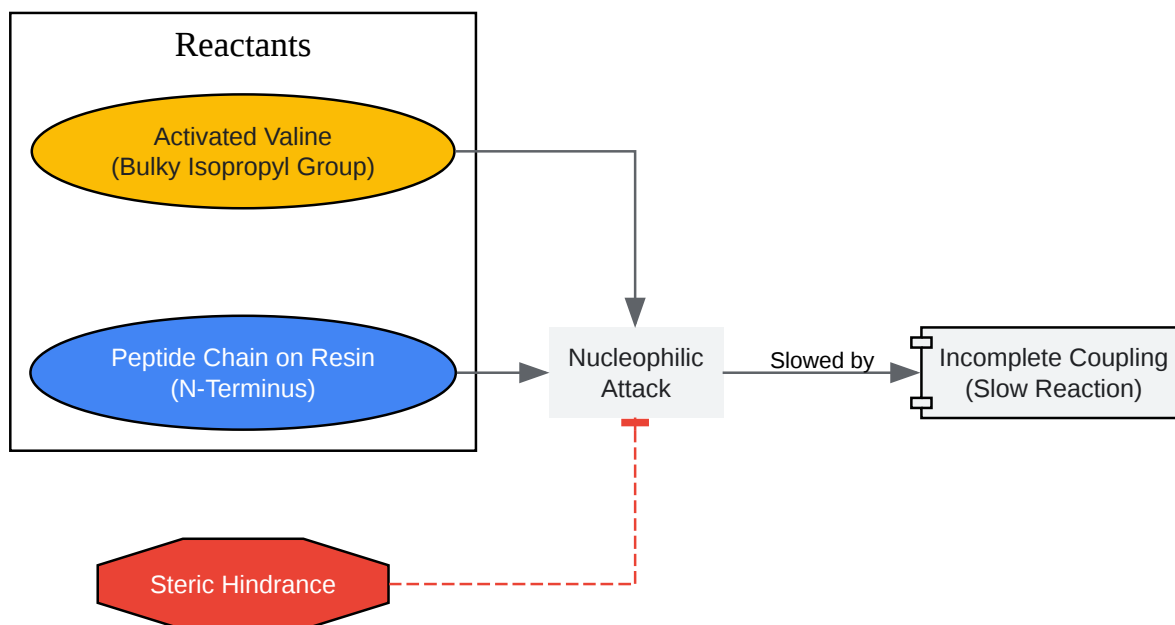 Reactants
Activated Valine
(Bulky Isopropyl Group)
Peptide Chain on Resin
(N-Terminus)
Nucleophilic
Attack
Slowed by
Incomplete Coupling
(Slow Reaction)
Steric Hindrance